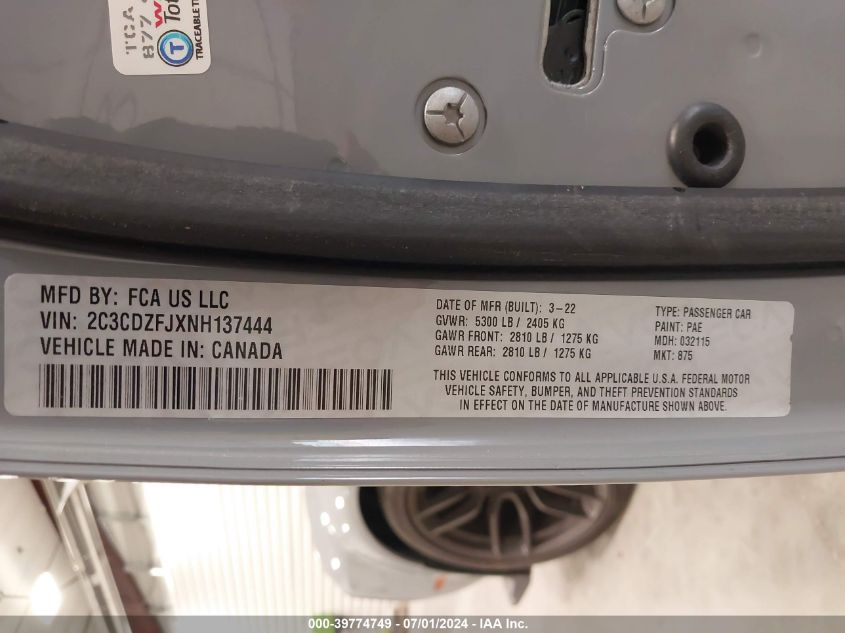 TCA
877
Tot
TRACEABLE T
MFD BY: FCA US LLC
VIN: 2C3CDZFJXNH137444
VEHICLE MADE IN: CANADA
DATE OF MFR (BUILT): 3-22
GVWR: 5300 LB / 2405 KG
GAWR FRONT: 2810 LB / 1275 KG
GAWR REAR: 2810 LB / 1275 KG
TYPE: PASSENGER CAR
PAINT: PAE
MDH: 032115
MKT: 875
THIS VEHICLE CONFORMS TO ALL APPLICABLE U.S.A. FEDERAL MOTOR
VEHICLE SAFETY, BUMPER, AND THEFT PREVENTION STANDARDS
IN EFFECT ON THE DATE OF MANUFACTURE SHOWN ABOVE.
000-39774749 - 07/01/2024 - IAA Inc.